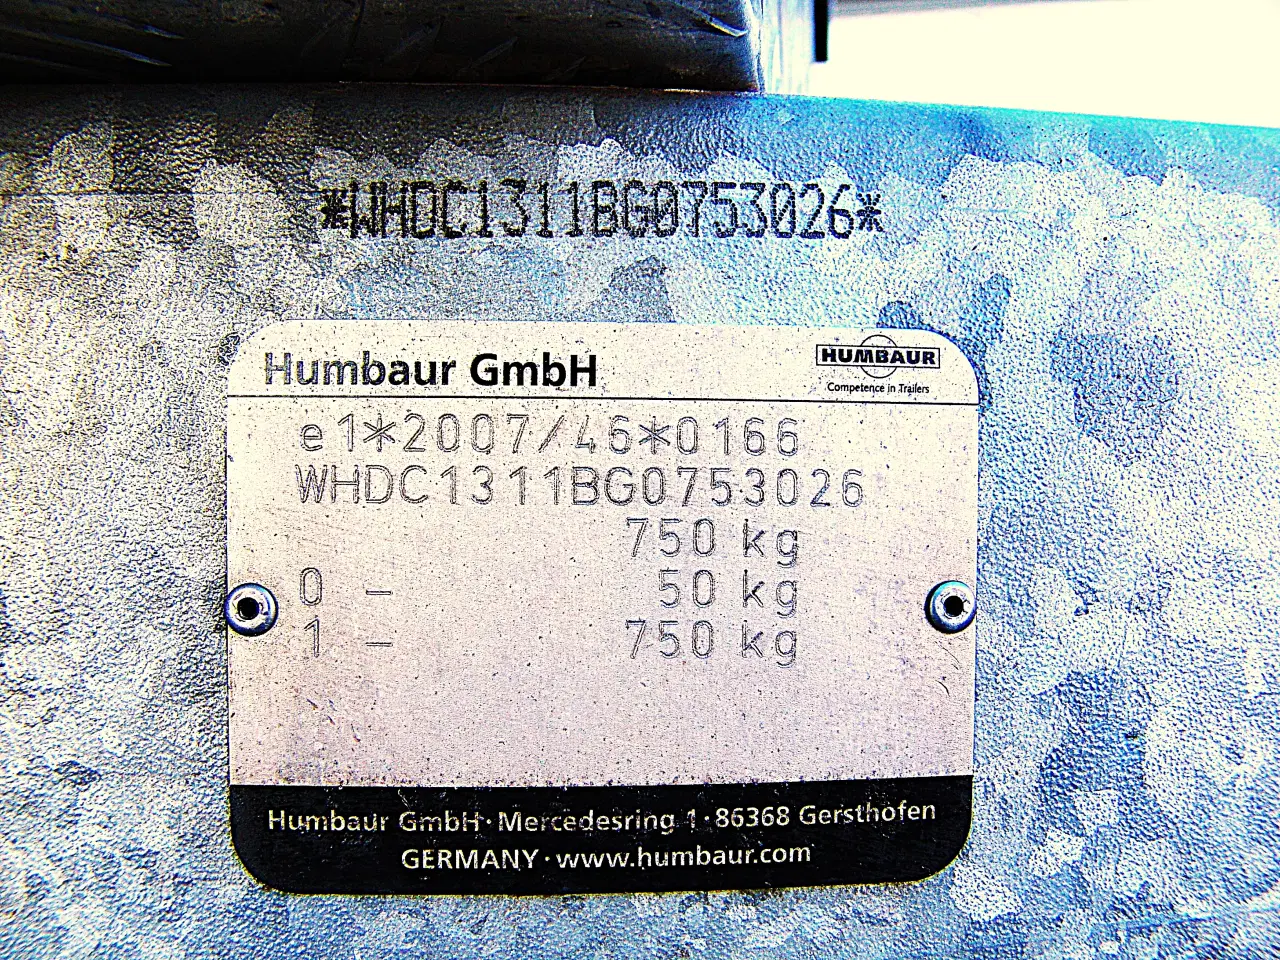 *WHDC1311BG0753026*
Humbaur GmbH
HUMBAUR
Competence in Trailers
e1*2007/46*0166
WHDC1311BG0753026
750 kg
0 - 50 kg
1 - 750 kg
Humbaur GmbH · Mercedesring 1 · 86368 Gersthofen
GERMANY · www.humbaur.com